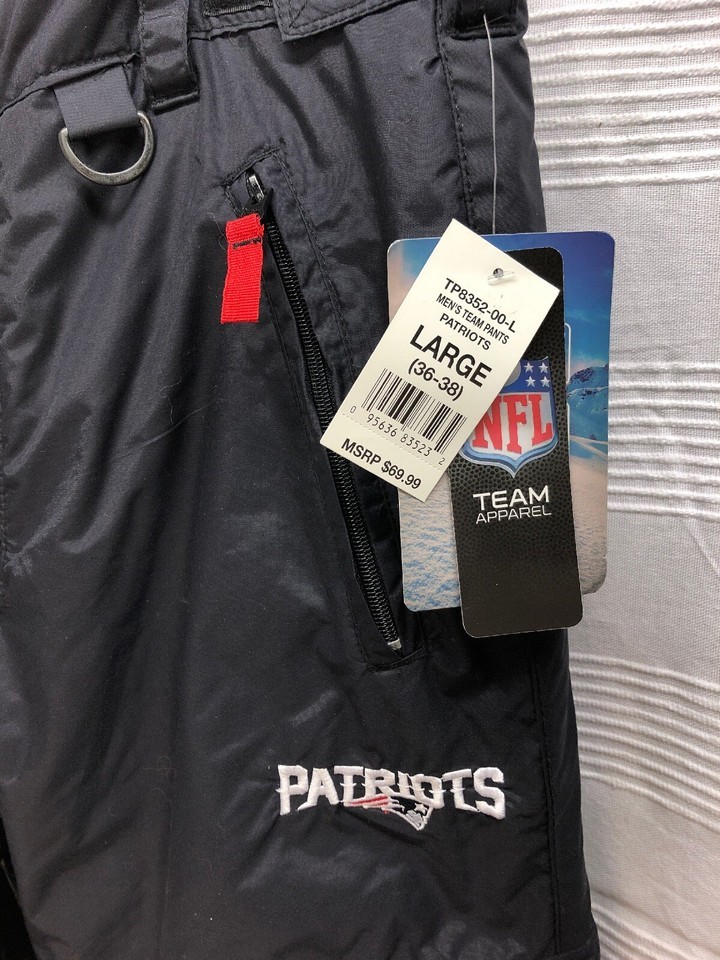 TP8352-00-L
MEN'S TEAM PANTS
PATRIOTS
LARGE
(36-38)
0 95636 83523 2
MSRP $69.99
NFL
TEAM
APPAREL
PATRIOTS